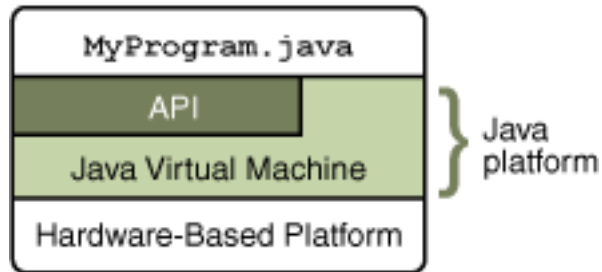 MyProgram.java
API
Java Virtual Machine
Hardware-Based Platform
Java
platform